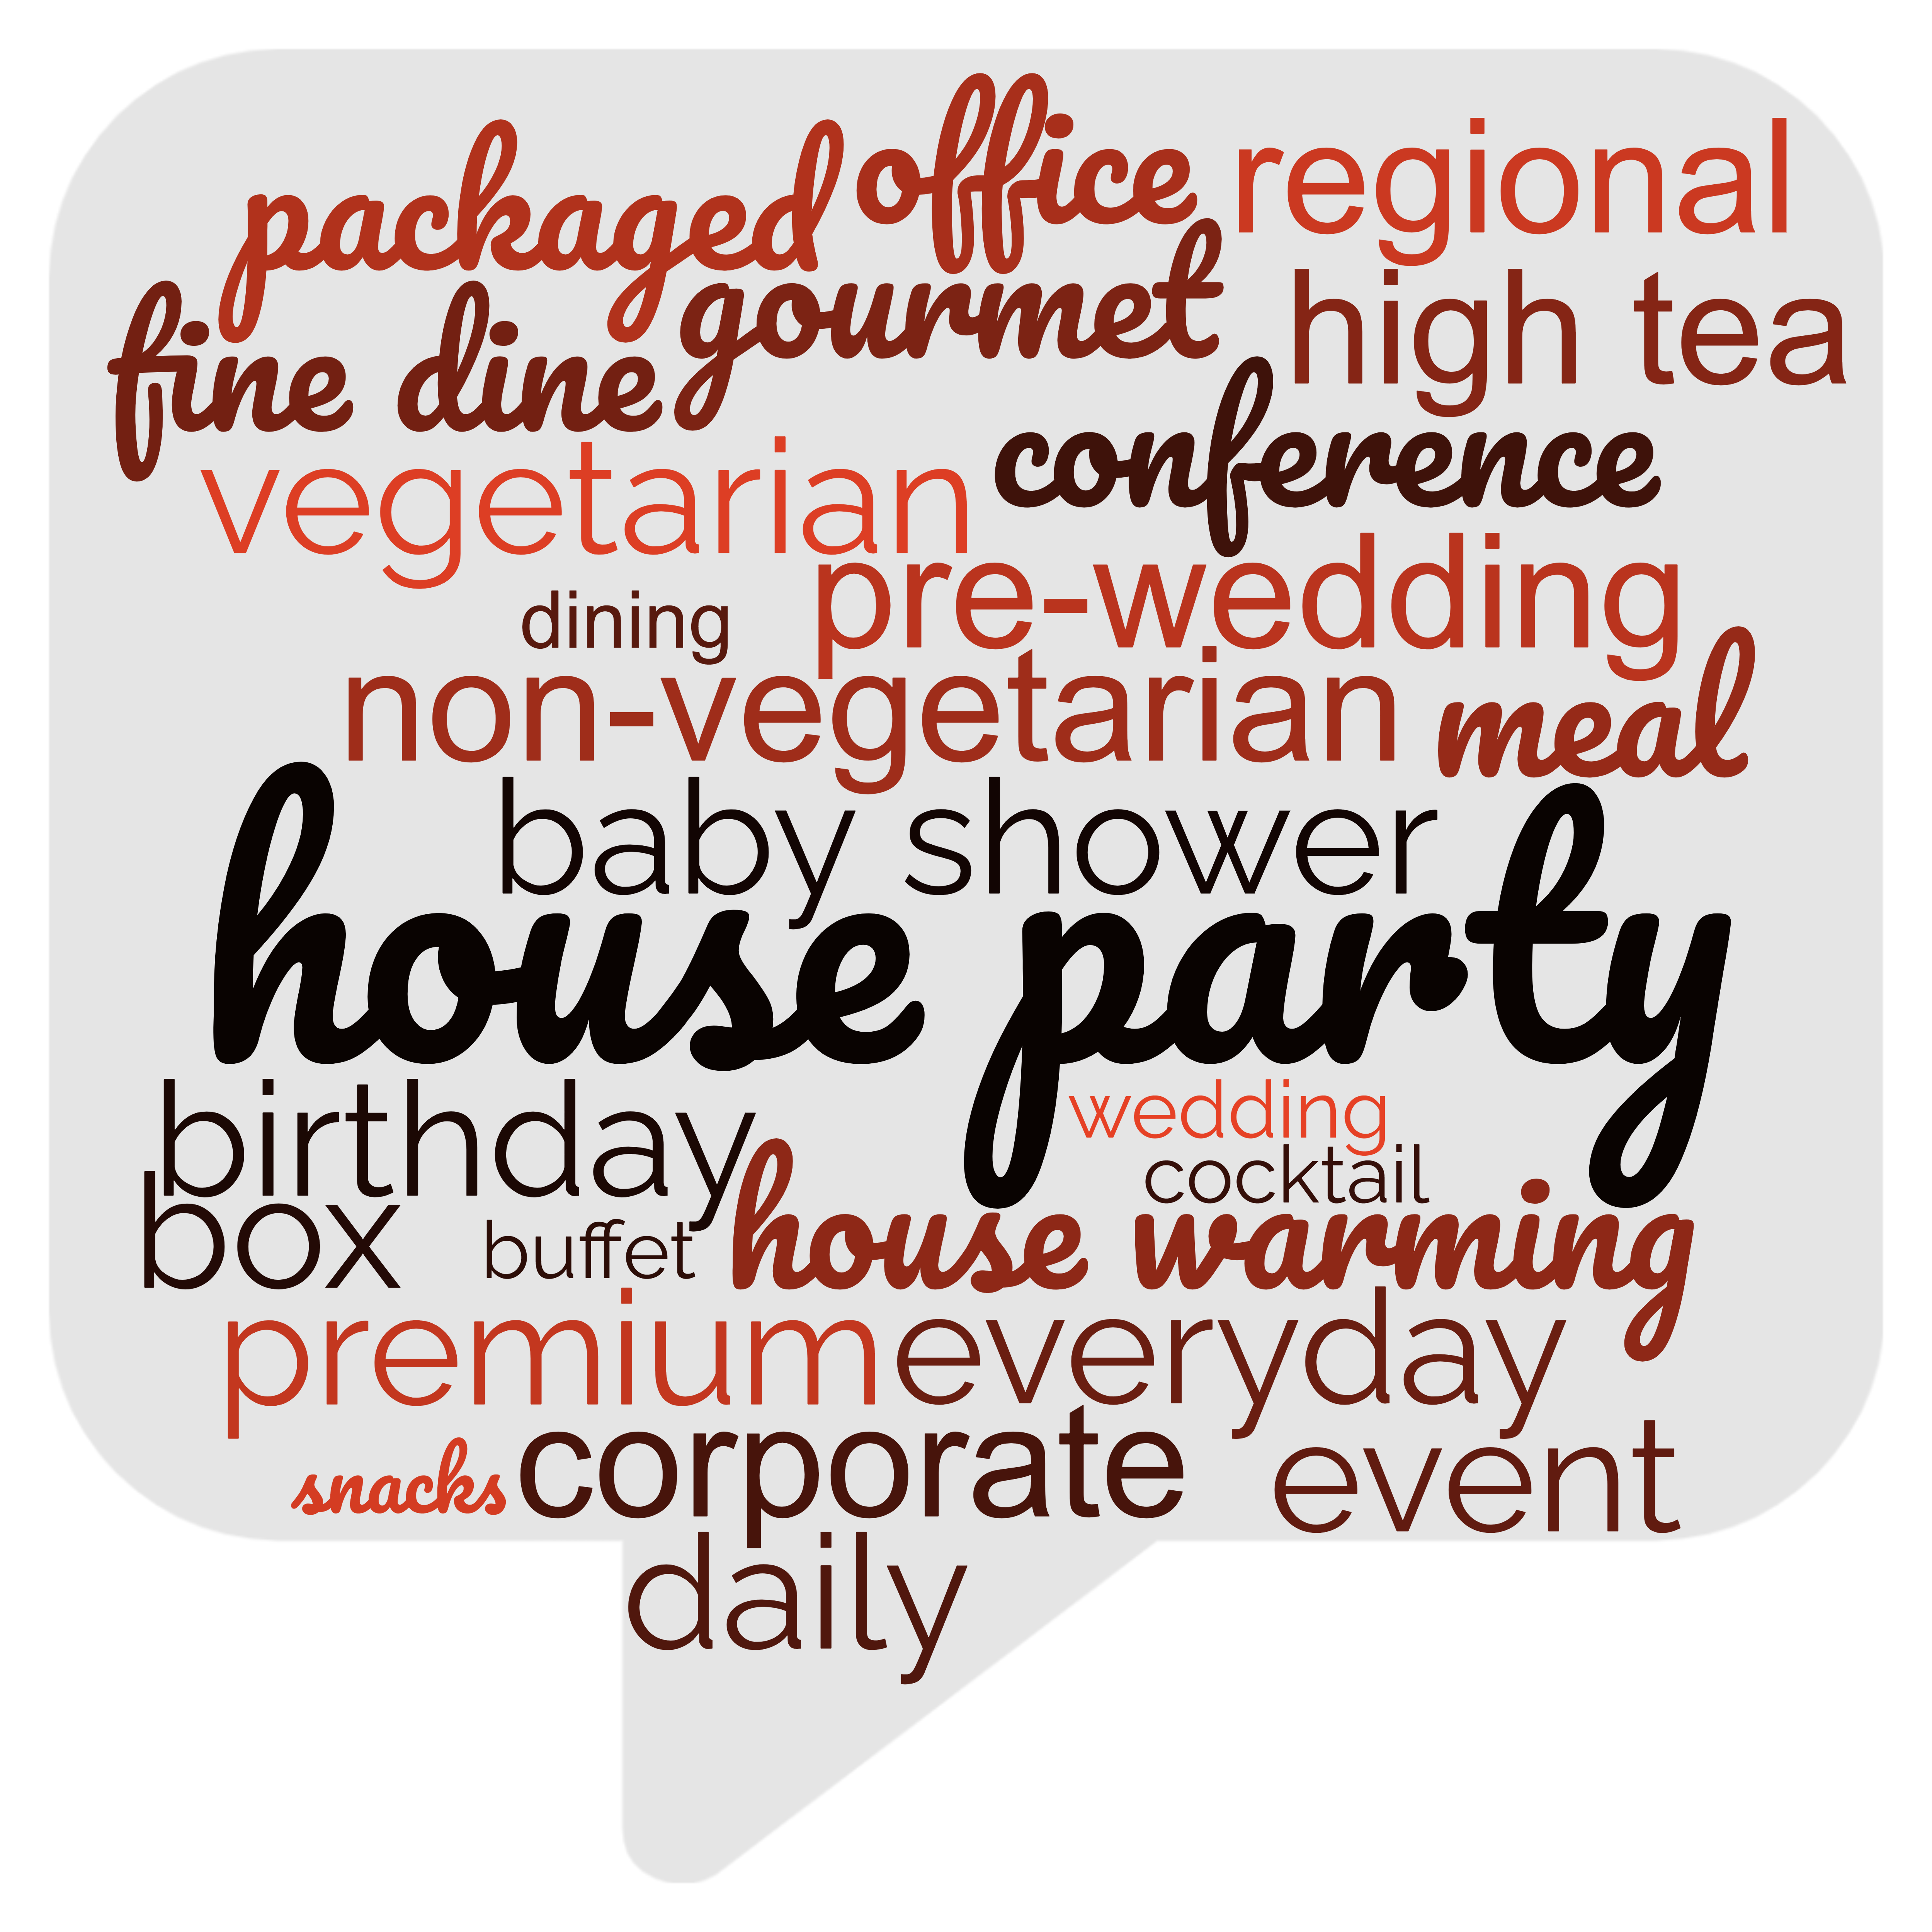 packaged office regional
fine dine gourmet high tea
vegetarian conference
dining pre-wedding
non-vegetarian meal
baby shower
house party
birthday wedding
cocktail
box buffet house warming
premium everyday
snacks corporate event
daily